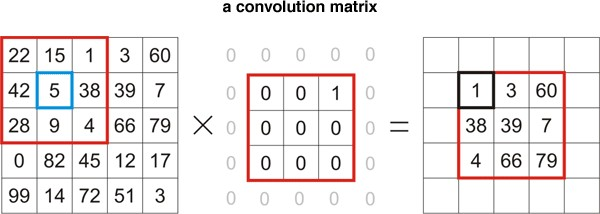 a convolution matrix
0 0 0 0 0
22 15 1 3 60
42 5 38 39 7 0 0 0 1 0 1 3 60
28 9 4 66 79 × 0 0 0 0 0 = 38 39 7
0 82 45 12 17 0 0 0 0 0 4 66 79
99 14 72 51 3 0 0 0 0 0